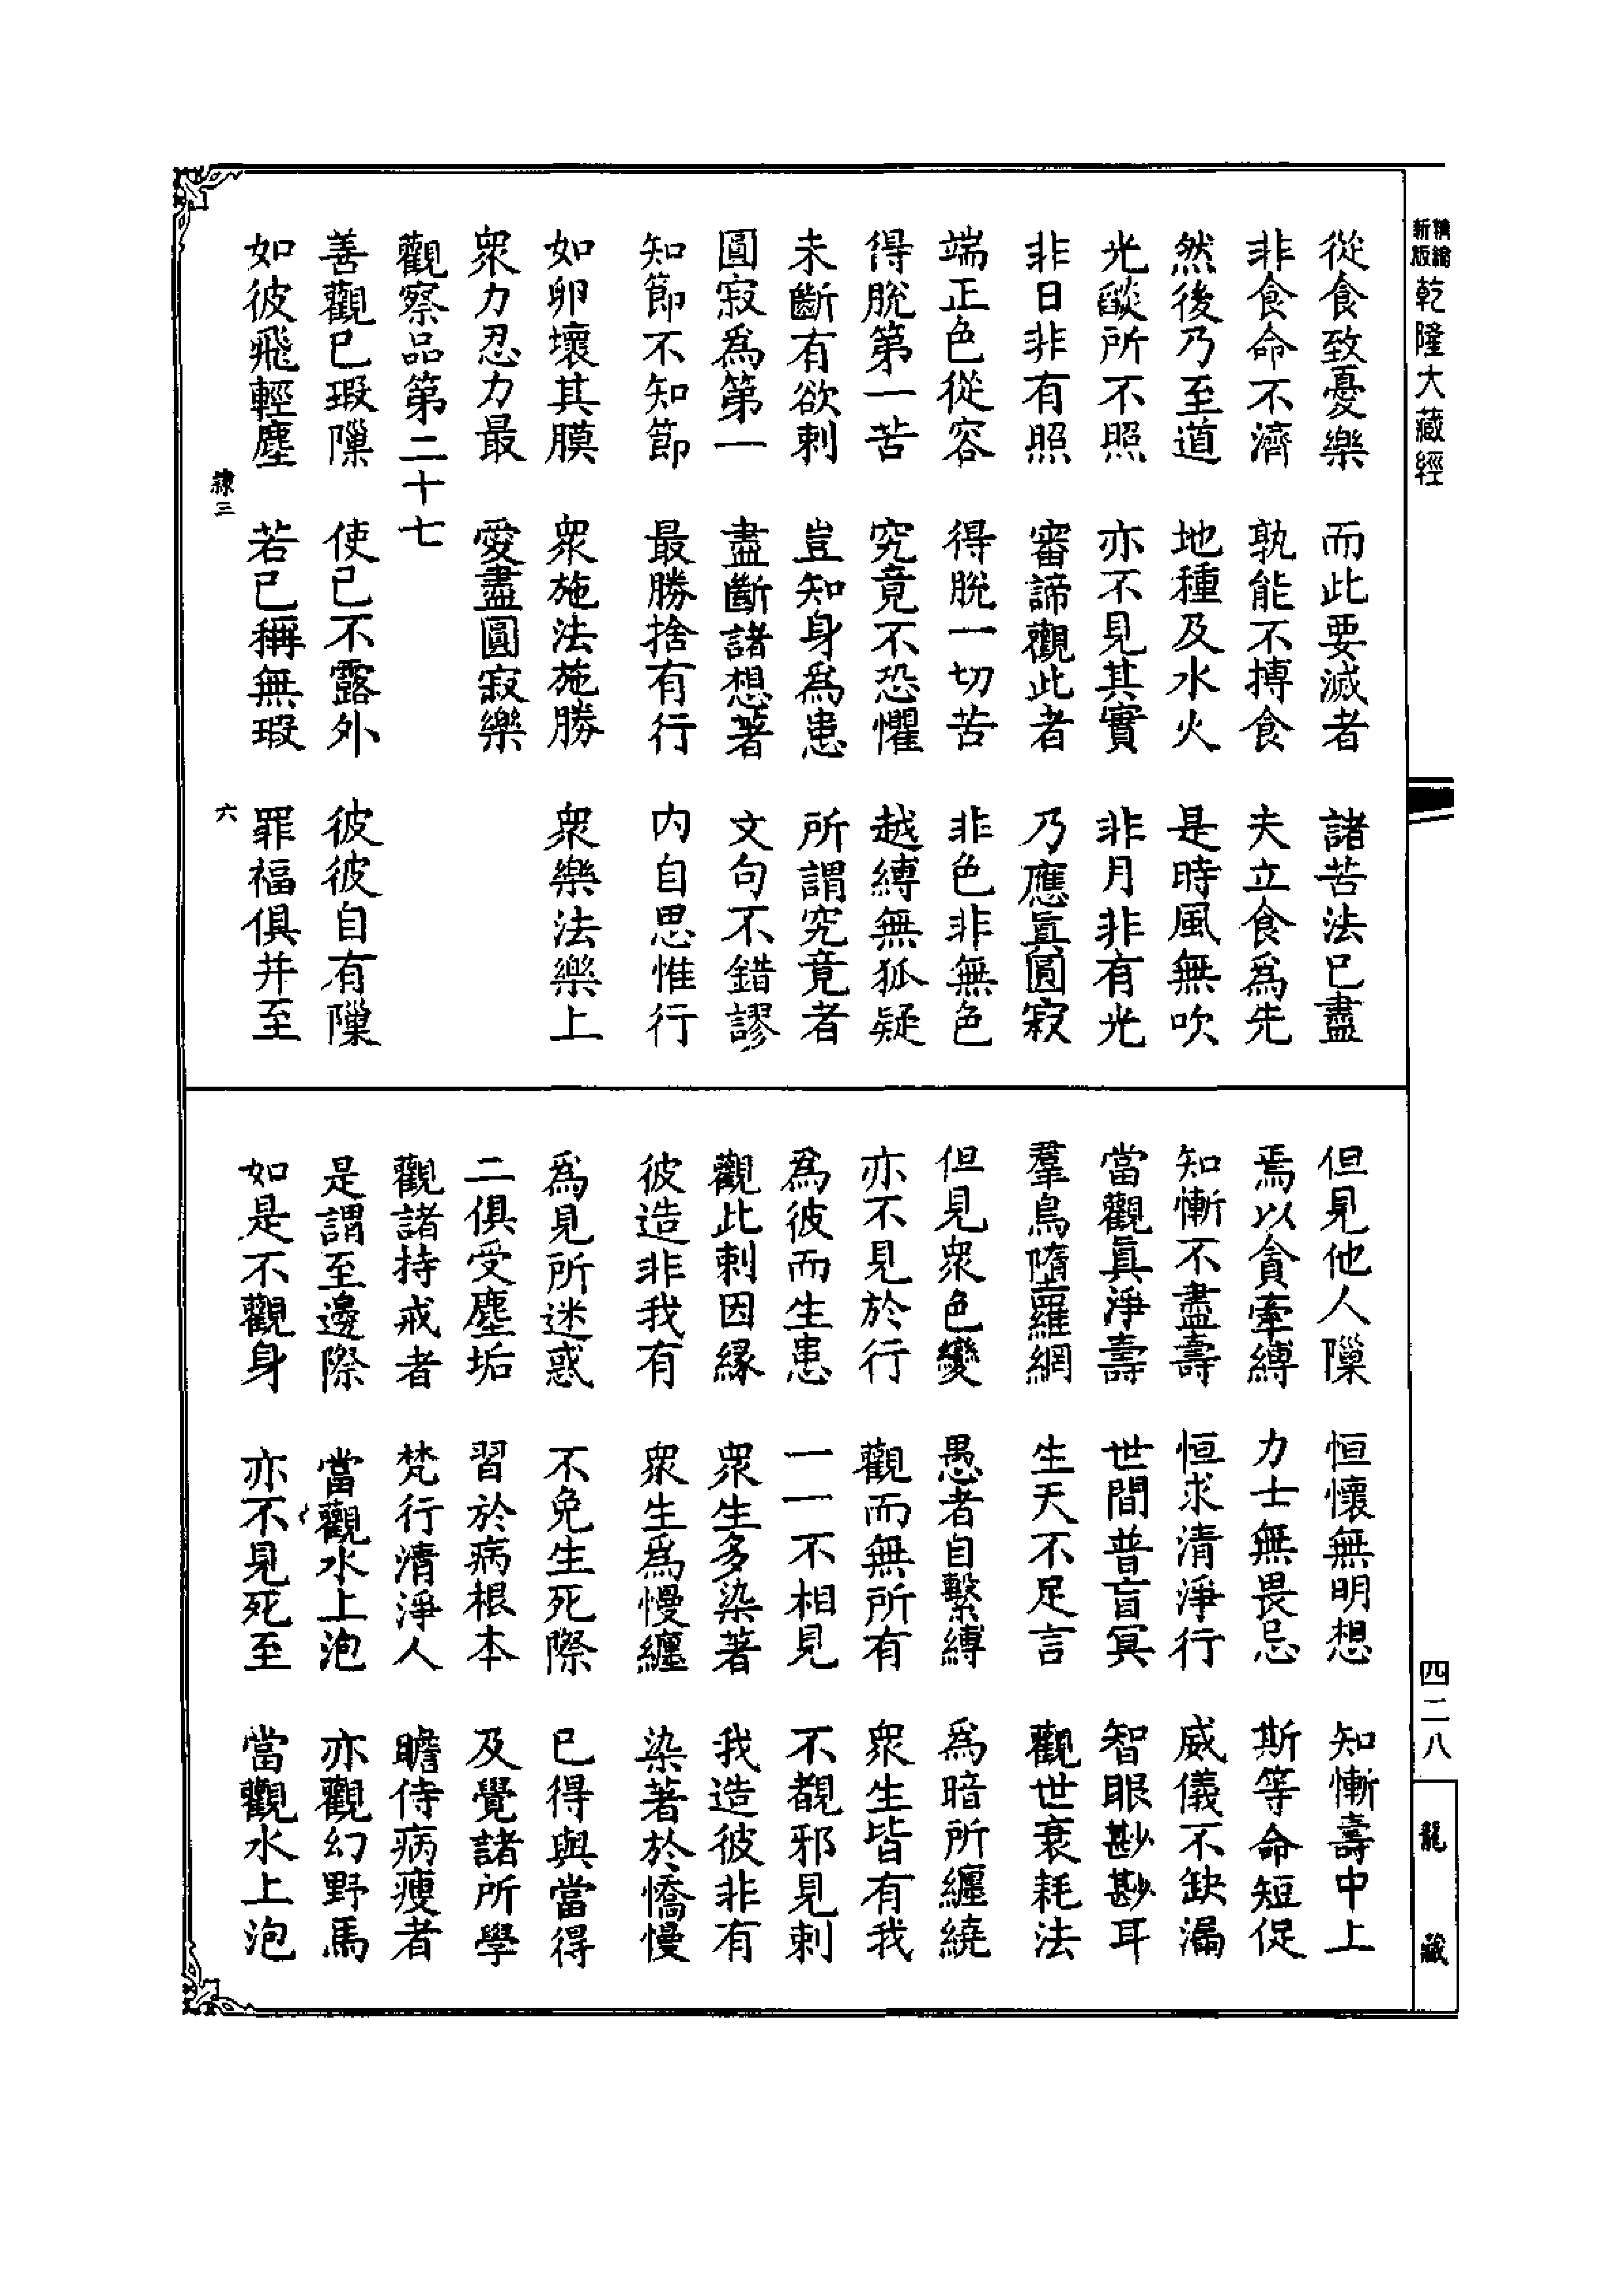 精繪新版 乾隆大藏經
從食致憂樂 而此要滅者 諸苦法已盡
非食命不濟 孰能不摶食 夫立食爲先
然後乃至道 地種及水火 是時風無吹
光燄所不照 亦不見其實 非月非有光
非日非有照 審諦觀此者 乃應眞圓寂
端正色從容 得脫一切苦 非色非無色
得脫第一苦 究竟不恐懼 越縛無狐疑
未斷有欲刺 豈知身爲患 所謂究竟者
圓寂爲第一 盡斷諸想著 文句不錯謬
知節不知節 最勝捨有行 内自思惟行
如卵壞其膜 衆施法施勝 衆樂法樂上
衆力忍力最 愛盡圓寂樂
觀察品第二十七
善觀已瑕隟 使已不露外 彼彼自有隟
如彼飛輕塵 若已稱無瑕 罪福俱并至
隸三 六
但見他人隟 恒懷無明想 知慚壽中上
焉以貪牽縛 力士無畏忌 斯等命短促
知慚不盡壽 恒求清淨行 威儀不缺漏
當觀眞淨壽 世間普盲冥 智眼尠尠耳
羣鳥墮羅網 生天不足言 觀世衰耗法
但見衆色變 愚者自繫縛 爲暗所纏繞
亦不見於行 觀而無所有 衆生皆有我
爲彼而生患 一一不相見 不覩邪見刺
觀此刺因緣 衆生多染著 我造彼非有
彼造非我有 衆生爲慢纏 染著於憍慢
爲見所迷惑 不免生死際 已得與當得
二俱受塵垢 習於病根本 及覺諸所學
觀諸持戒者 梵行清淨人 瞻侍病瘦者
是謂至邊際 當觀水上泡 亦觀幻野馬
如是不觀身 亦不見死至 當觀水上泡
四二八
龍藏